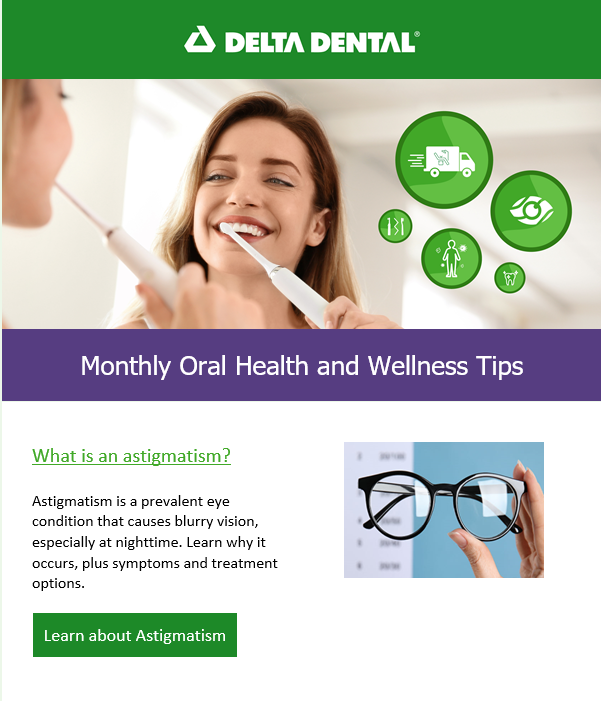 DELTA DENTAL®
Monthly Oral Health and Wellness Tips
What is an astigmatism?
Astigmatism is a prevalent eye
condition that causes blurry vision,
especially at nighttime. Learn why it
occurs, plus symptoms and treatment
options.
Learn about Astigmatism